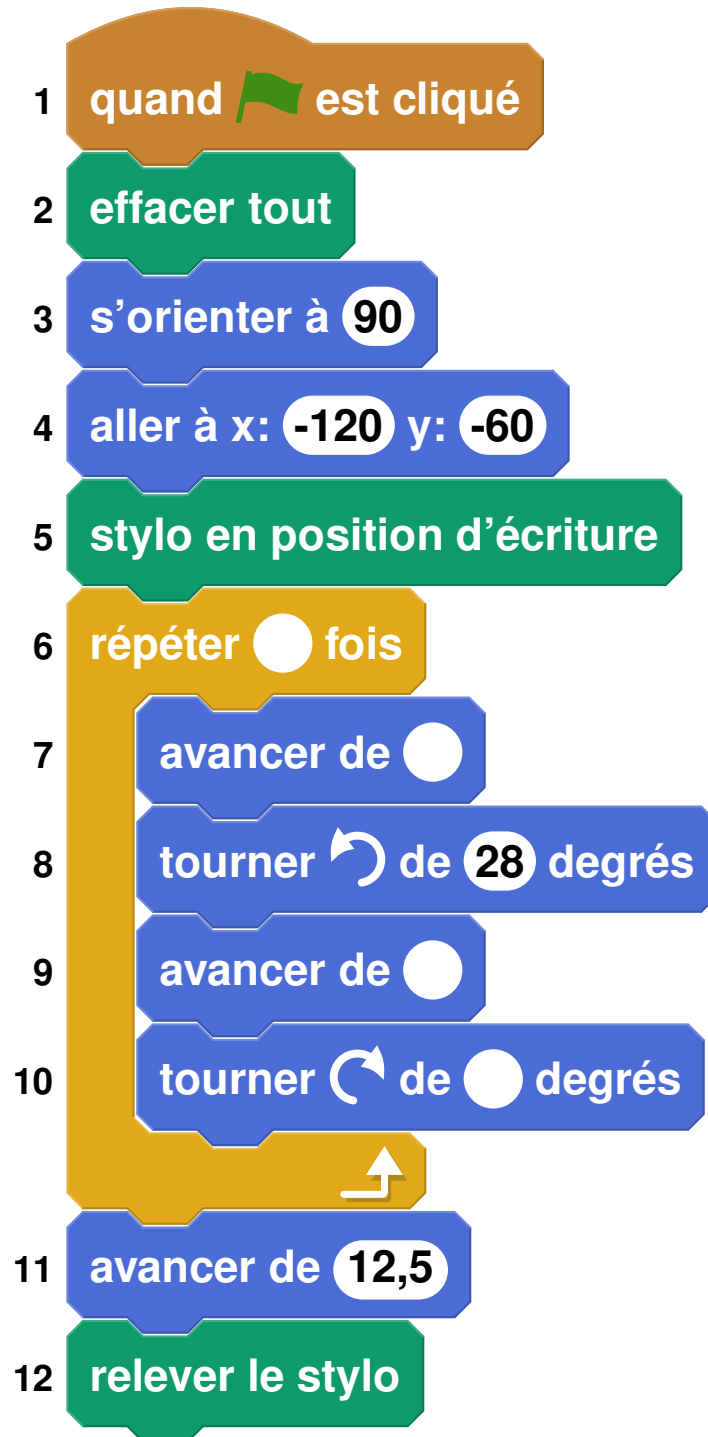 1 quand est cliqué
2 effacer tout
3 s’orienter à 90
4 aller à x: -120 y: -60
5 stylo en position d’écriture
6 répéter fois
7 avancer de
8 tourner de 28 degrés
9 avancer de
10 tourner de degrés
11 avancer de 12,5
12 relever le stylo